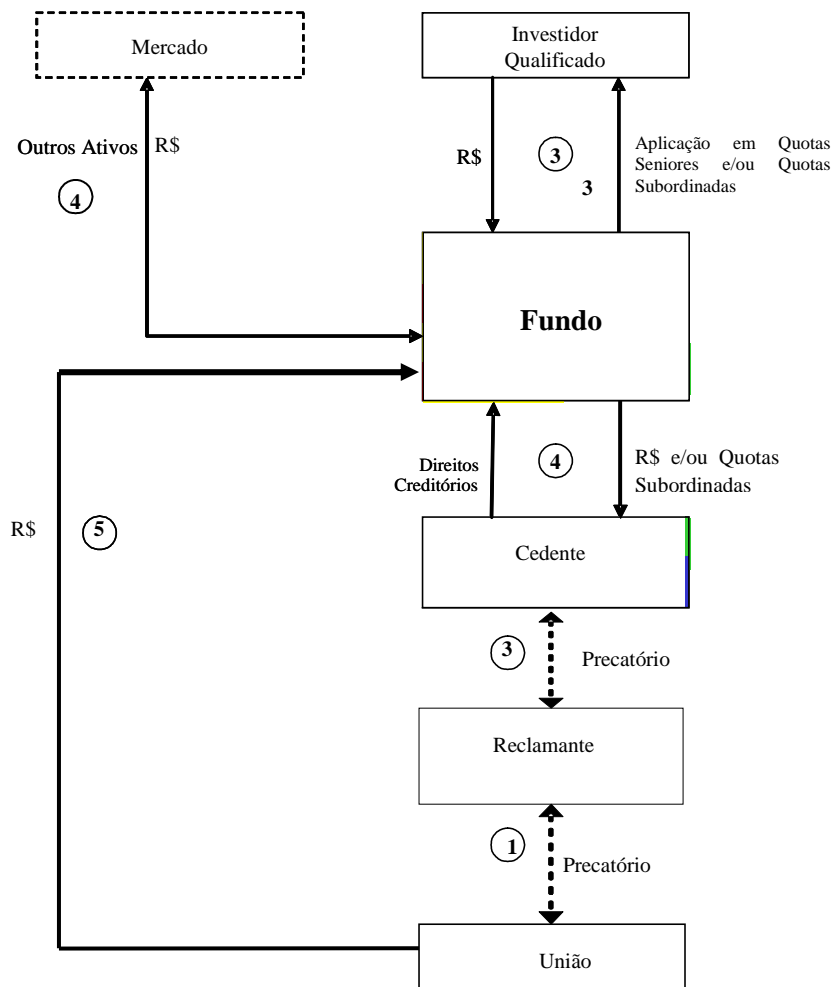 Mercado
Investidor
Qualificado
Outros Ativos
R$
4
R$
3
3
Aplicação em Quotas
Seniores e/ou Quotas
Subordinadas
Fundo
Direitos
Creditórios
4
R$ e/ou Quotas
Subordinadas
R$
5
Cedente
3
Precatório
Reclamante
1
Precatório
União